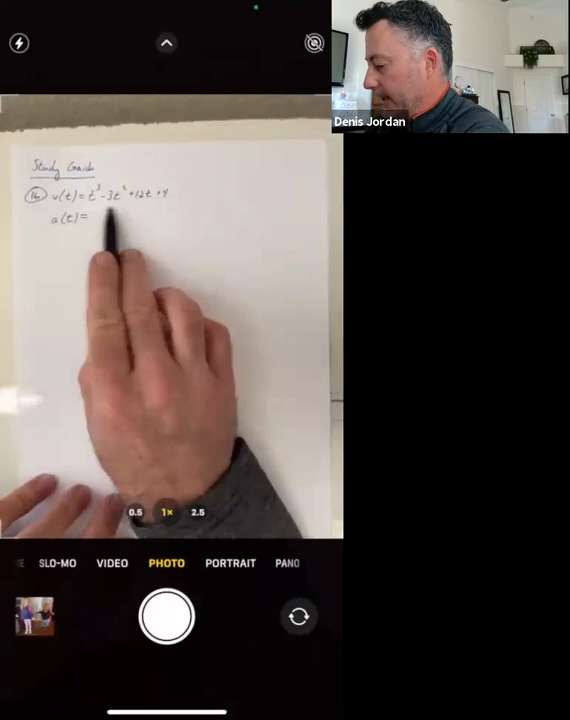 Denis Jordan
Study Guide
16 v(t) = t³ - 3t² + 12t + 4
a(t) =
0.5 1× 2.5
SLO-MO VIDEO PHOTO PORTRAIT PANO